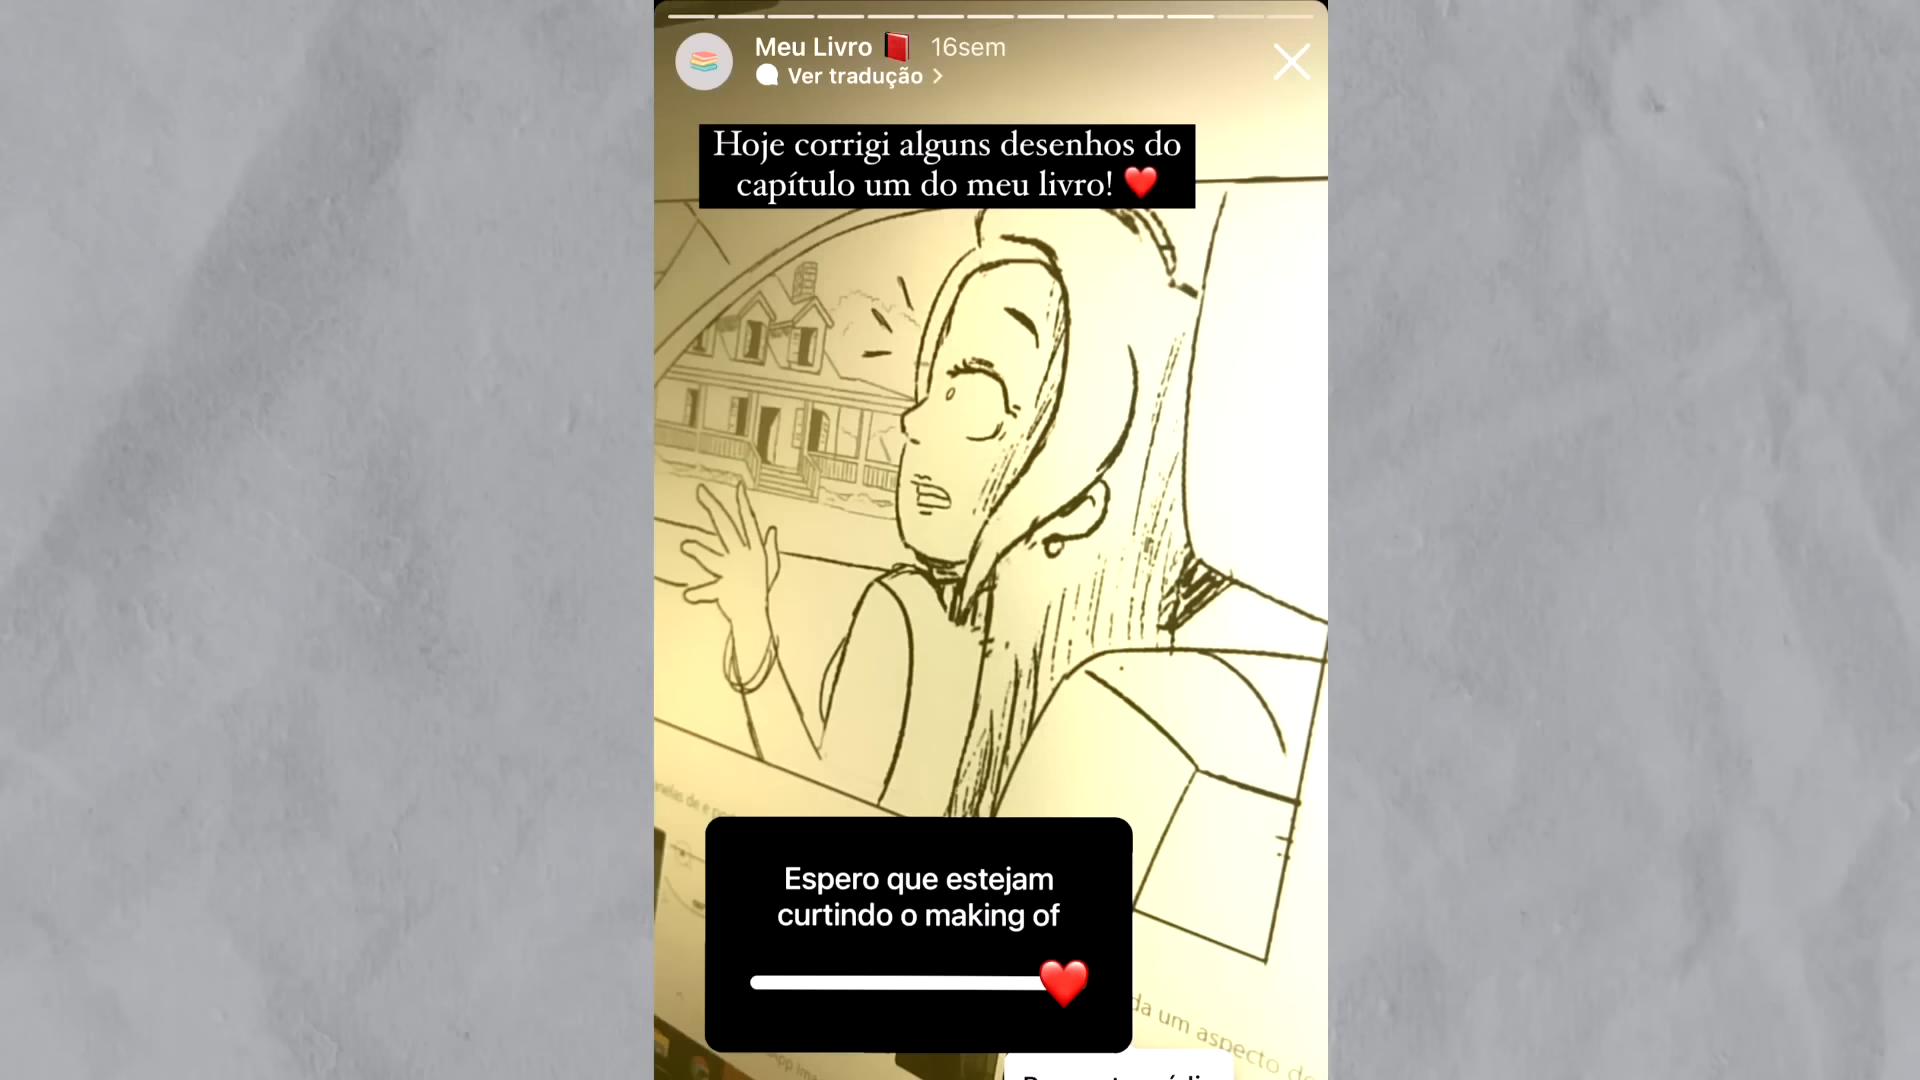 Meu Livro 📕 16sem
Ver tradução >
Hoje corrigi alguns desenhos do
capítulo um do meu livro! ❤️
Espero que estejam
curtindo o making of
da um aspecto